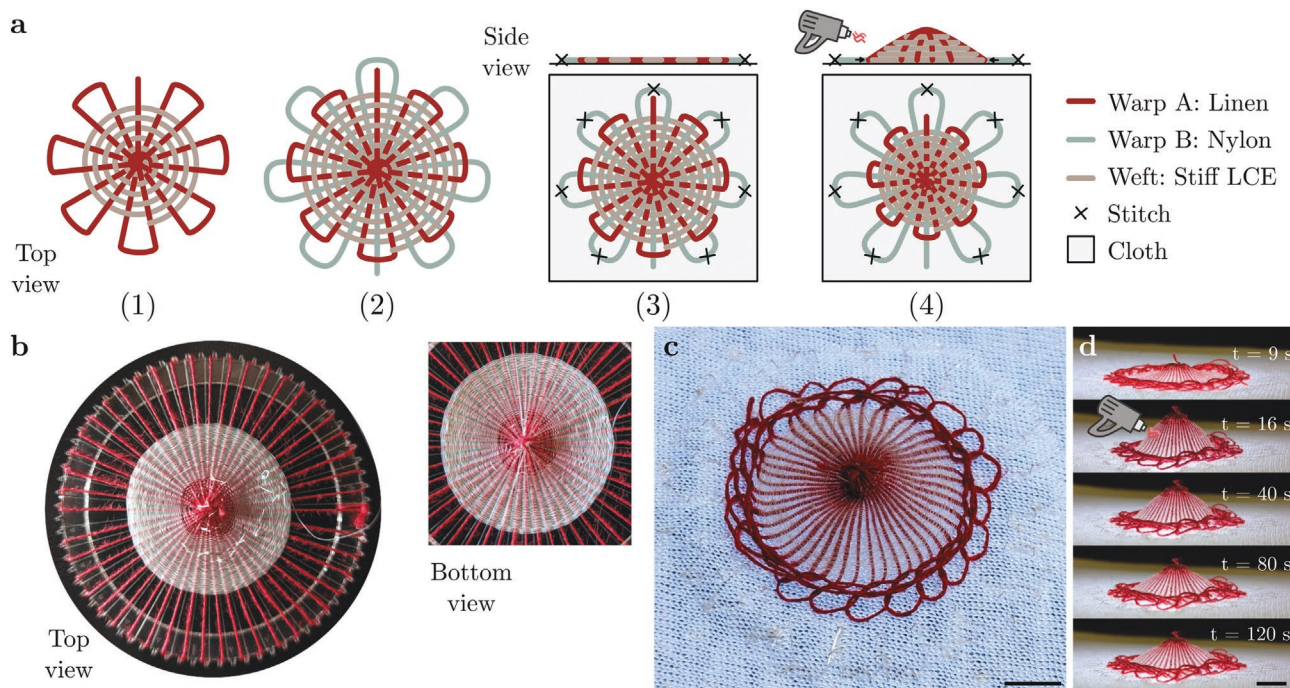 a
Side
view
Top
view
(1)
(2)
(3)
(4)
Warp A: Linen
Warp B: Nylon
Weft: Stiff LCE
Stitch
Cloth
b
Top
view
Bottom
view
c
d
t = 9 s
t = 16 s
t = 40 s
t = 80 s
t = 120 s